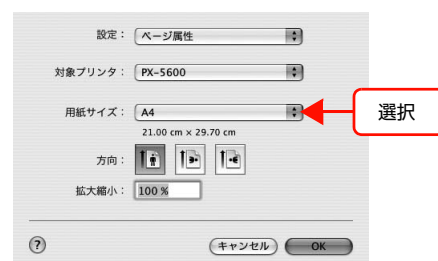 設定： ページ属性
対象プリンタ： PX-5600
用紙サイズ： A4
選択
21.00 cm × 29.70 cm
方向：
拡大縮小： 100 %
? キャンセル OK